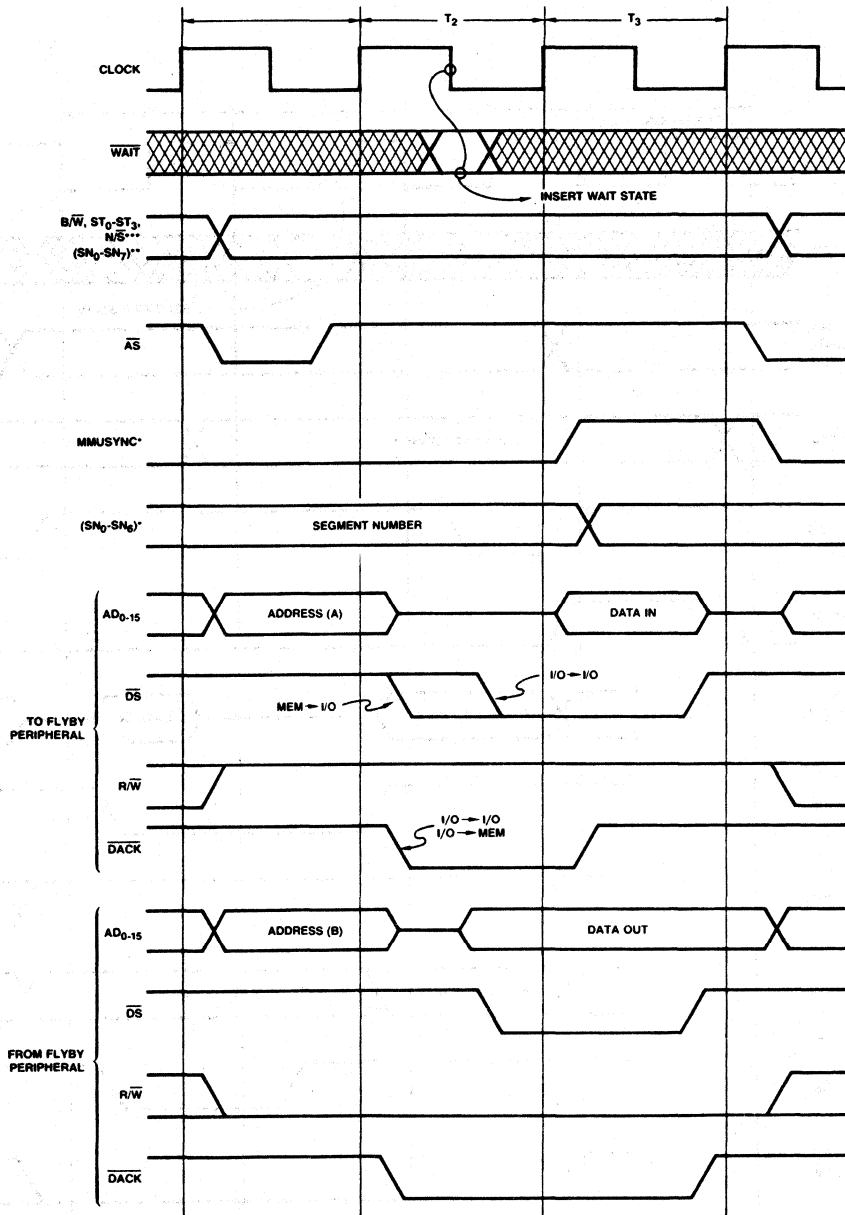 T2 T3
CLOCK
WAIT
INSERT WAIT STATE
B/W, ST0-ST3,
N/S***
(SN0-SN7)**
AS
MMUSYNC*
(SN0-SN6)*
SEGMENT NUMBER
TO FLYBY
PERIPHERAL
AD0-15
ADDRESS (A)
DATA IN
DS
MEM → I/O
I/O → I/O
R/W
DACK
I/O → I/O
I/O → MEM
FROM FLYBY
PERIPHERAL
AD0-15
ADDRESS (B)
DATA OUT
DS
R/W
DACK